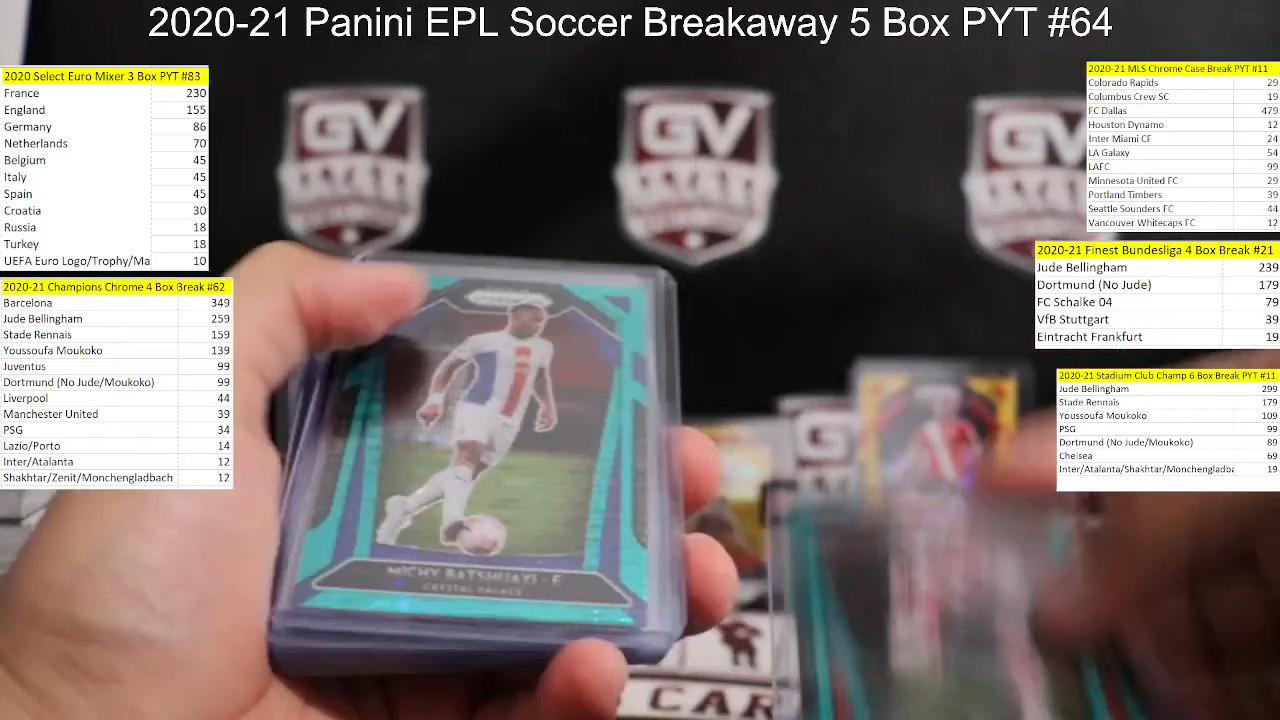 2020-21 Panini EPL Soccer Breakaway 5 Box PYT #64
2020 Select Euro Mixer 3 Box PYT #83
France 230
England 155
Germany 86
Netherlands 70
Belgium 45
Italy 45
Spain 45
Croatia 30
Russia 18
Turkey 18
UEFA Euro Logo/Trophy/Ma 10
2020-21 Champions Chrome 4 Box Break #62
Barcelona 349
Jude Bellingham 259
Stade Rennais 159
Youssoufa Moukoko 139
Juventus 99
Dortmund (No Jude/Moukoko) 99
Liverpool 44
Manchester United 39
PSG 34
Lazio/Porto 14
Inter/Atalanta 12
Shakhtar/Zenit/Monchengladbach 12
2020-21 MLS Chrome Case Break PYT #11
Colorado Rapids 29
Columbus Crew SC 19
FC Dallas 479
Houston Dynamo 12
Inter Miami CF 24
LA Galaxy 54
LAFC 99
Minnesota United FC 29
Portland Timbers 39
Seattle Sounders FC 44
Vancouver Whitecaps FC 12
2020-21 Finest Bundesliga 4 Box Break #21
Jude Bellingham 239
Dortmund (No Jude) 179
FC Schalke 04 79
VfB Stuttgart 39
Eintracht Frankfurt 19
2020-21 Stadium Club Champ 6 Box Break PYT #11
Jude Bellingham 299
Stade Rennais 179
Youssoufa Moukoko 109
PSG 99
Dortmund (No Jude/Moukoko) 89
Chelsea 69
Inter/Atalanta/Shakhtar/Monchengladba 19
GV
GV
GV
MICHY BATSHUAYI - F
CRYSTAL PALACE
CAR